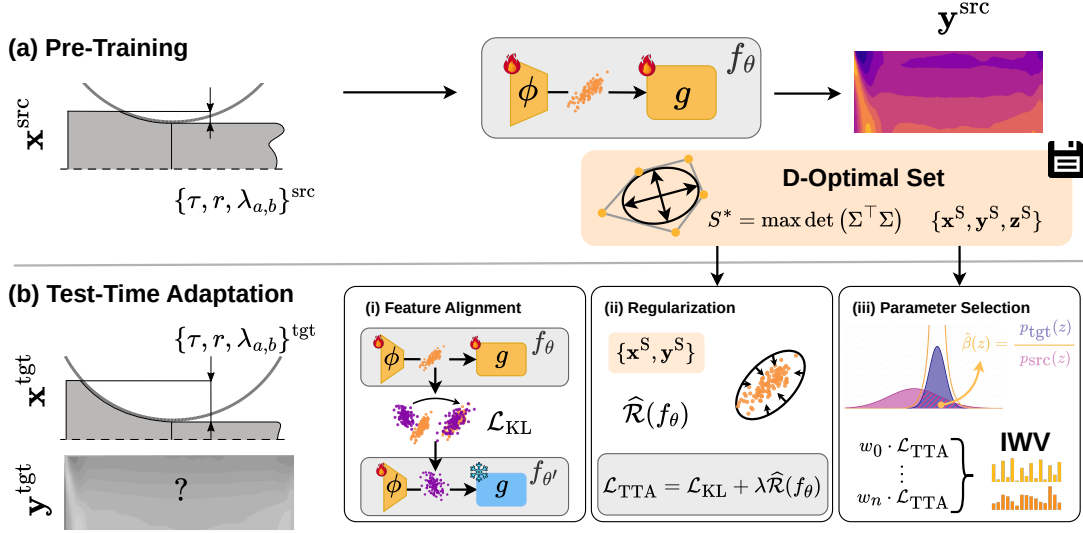 (a) Pre-Training
x^src
{τ, r, λ_{a,b}}^src
ϕ
g
f_θ
y^src
D-Optimal Set
S* = max det (Σ^⊤Σ) {x^S, y^S, z^S}
(b) Test-Time Adaptation
{τ, r, λ_{a,b}}^tgt
x^tgt
y^tgt
?
(i) Feature Alignment
ϕ
g
f_θ
L_KL
ϕ
g
f_θ′
(ii) Regularization
{x^S, y^S}
R̂(f_θ)
L_TTA = L_KL + λR̂(f_θ)
(iii) Parameter Selection
β̂(z) = p_tgt(z) / p_src(z)
w_0 · L_TTA
⋮
w_n · L_TTA
IWV